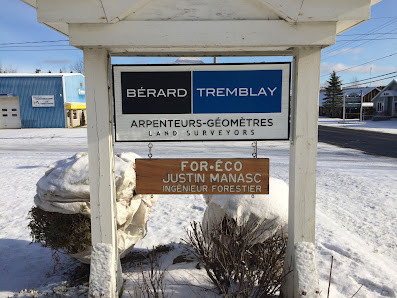 BÉRARD TREMBLAY
ARPENTEURS-GÉOMÈTRES
LAND SURVEYORS
FOR•ÉCO
JUSTIN MANASC
INGÉNIEUR FORESTIER